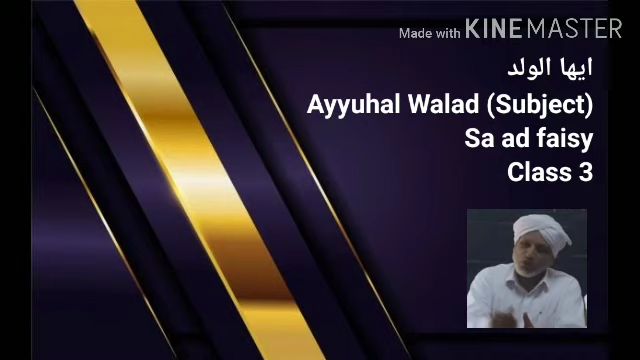 Made with KINEMASTER
ايها الولد
Ayyuhal Walad (Subject)
Sa ad faisy
Class 3